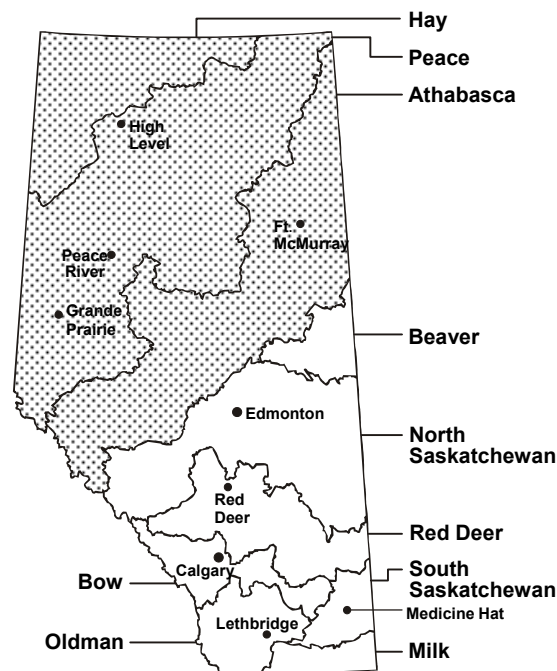 Hay
Peace
Athabasca
High
Level
Ft.
McMurray
Peace
River
Grande
Prairie
Beaver
Edmonton
North
Saskatchewan
Red
Deer
Red Deer
Calgary
South
Saskatchewan
Bow
Medicine Hat
Lethbridge
Oldman
Milk